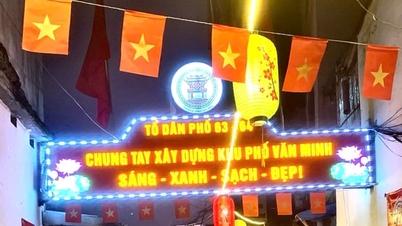 TỔ DÂN PHỐ 63 - 64
CHUNG TAY XÂY DỰNG KHU PHỐ VĂN MINH
SÁNG - XANH - SẠCH - ĐẸP!